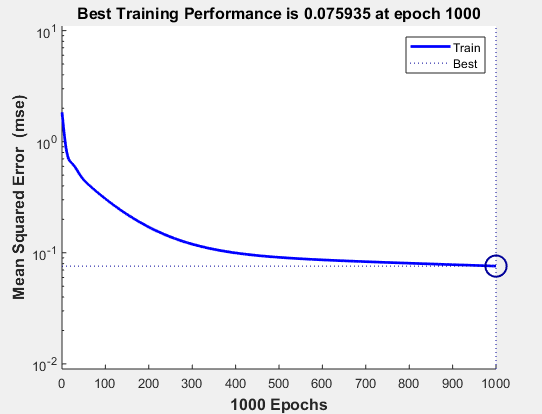 Best Training Performance is 0.075935 at epoch 1000
Mean Squared Error (mse)
10^1
10^0
10^-1
10^-2
Train
Best
0 100 200 300 400 500 600 700 800 900 1000
1000 Epochs